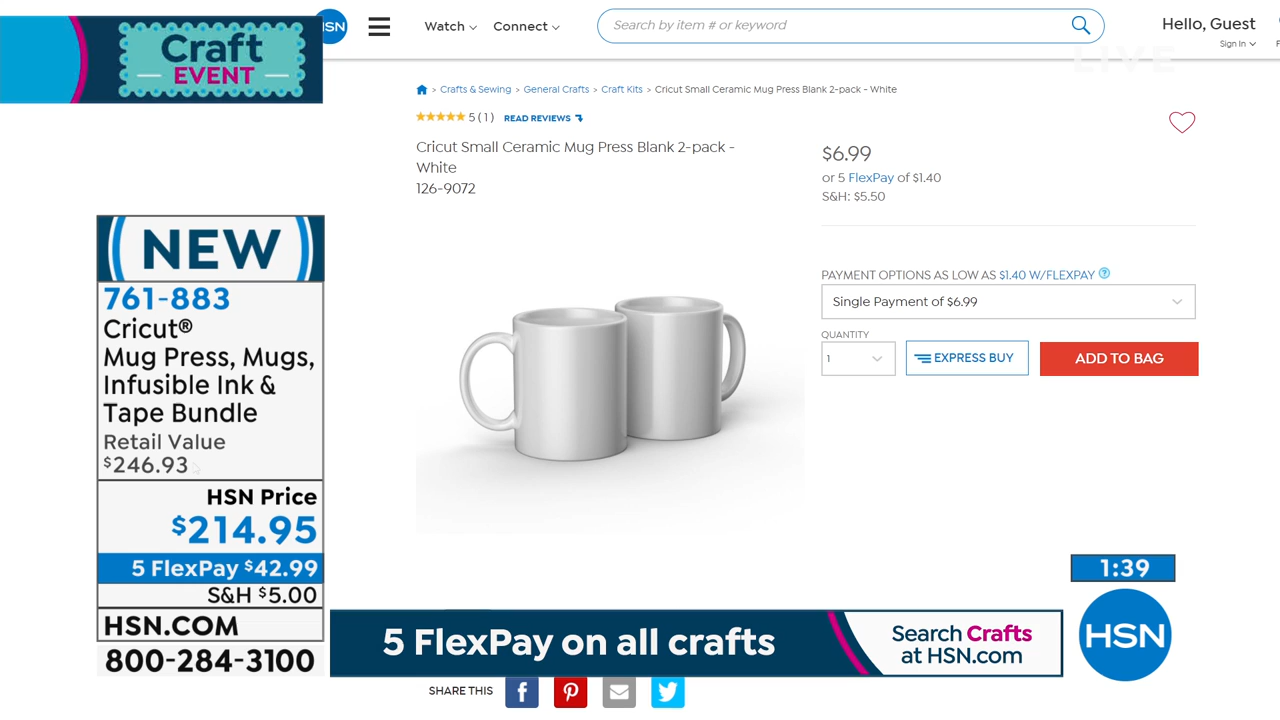 Craft
EVENT
HSN
Watch
Connect
Search by item # or keyword
Hello, Guest
Sign In
LIVE
> Crafts & Sewing > General Crafts > Craft Kits > Cricut Small Ceramic Mug Press Blank 2-pack - White
5 (1) READ REVIEWS
Cricut Small Ceramic Mug Press Blank 2-pack -
White
126-9072
$6.99
or 5 FlexPay of $1.40
S&H: $5.50
PAYMENT OPTIONS AS LOW AS $1.40 W/FLEXPAY ?
Single Payment of $6.99
QUANTITY
1
EXPRESS BUY
ADD TO BAG
NEW
761-883
Cricut®
Mug Press, Mugs,
Infusible Ink &
Tape Bundle
Retail Value
$246.93
HSN Price
$214.95
5 FlexPay $42.99
S&H $5.00
HSN.COM
800-284-3100
1:39
5 FlexPay on all crafts
Search Crafts
at HSN.com
HSN
SHARE THIS